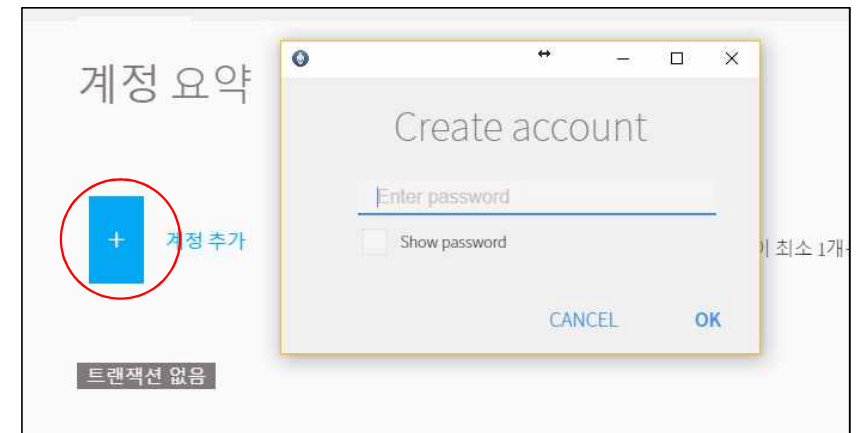 계정 요약
Create account
Enter password
Show password
CANCEL OK
+ 계정 추가
최소 1개
트랜잭션 없음